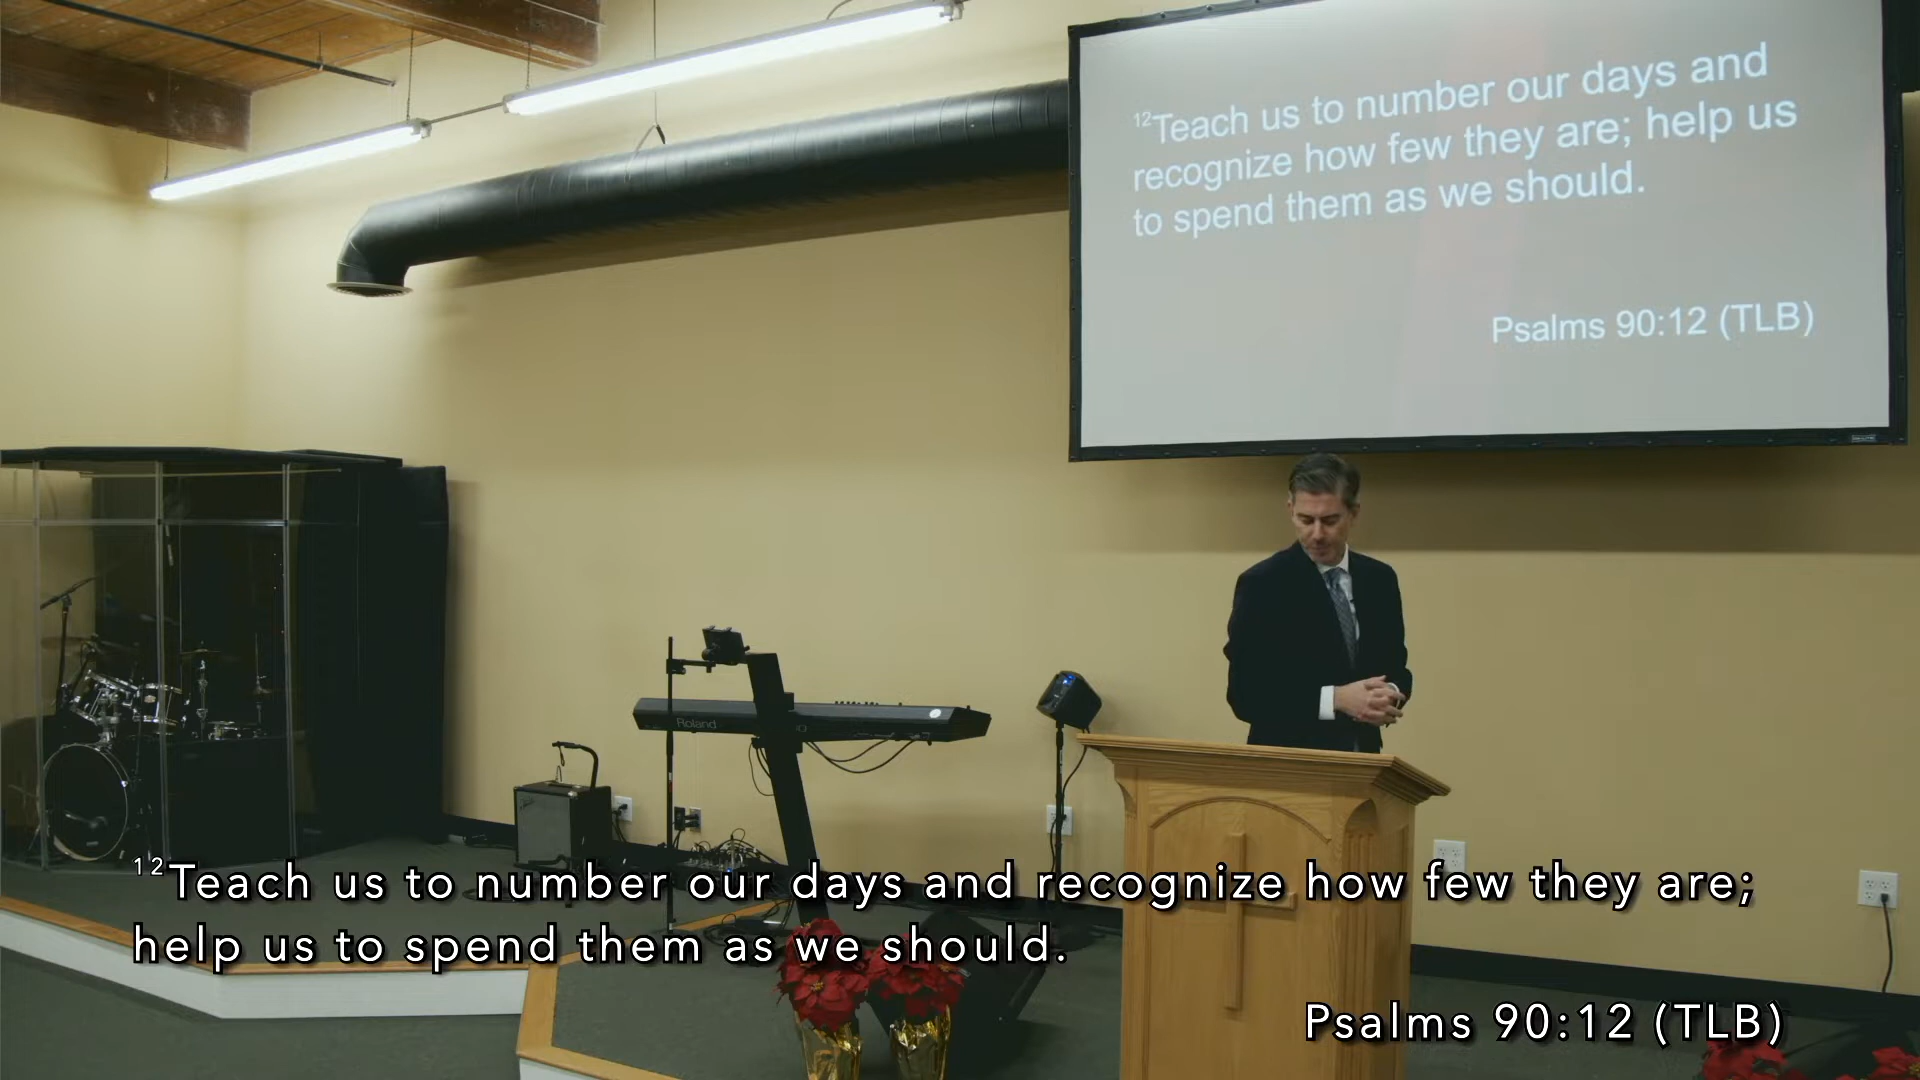 ¹²Teach us to number our days and
recognize how few they are; help us
to spend them as we should.
Psalms 90:12 (TLB)
Roland
¹²Teach us to number our days and recognize how few they are;
help us to spend them as we should.
Psalms 90:12 (TLB)